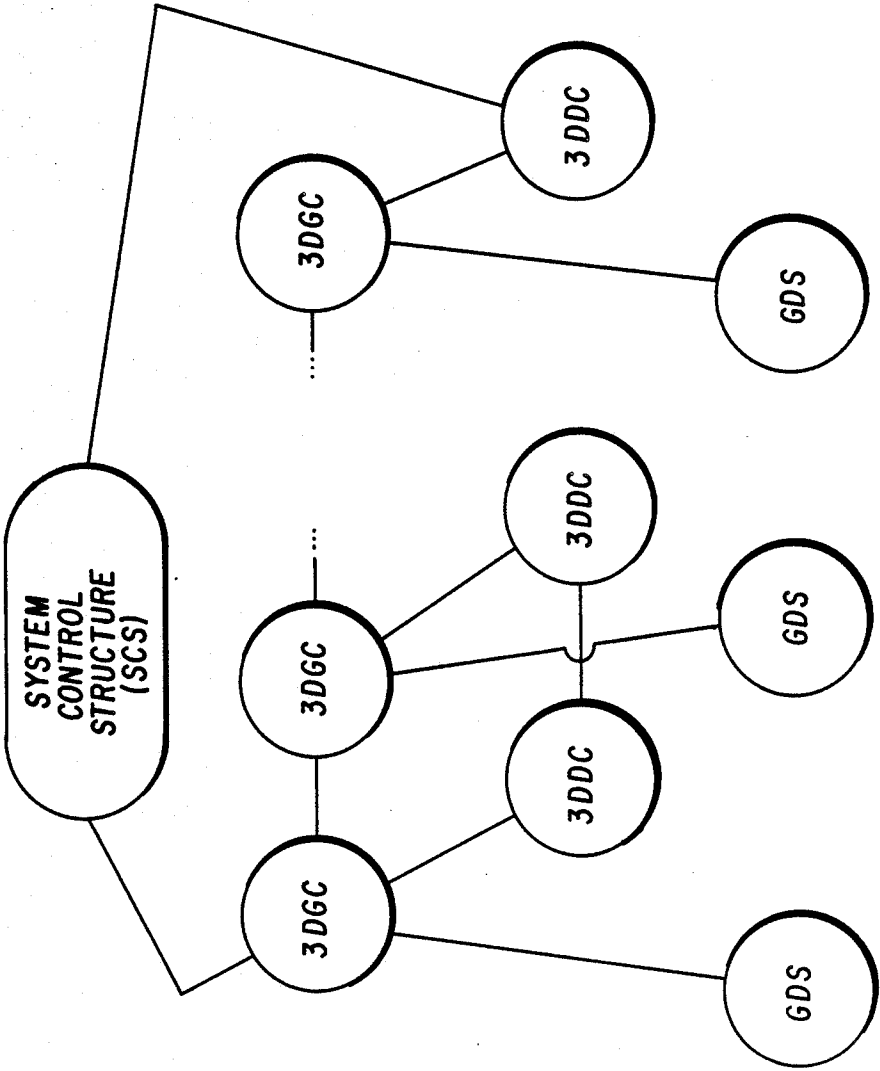 SYSTEM
CONTROL
STRUCTURE
(SCS)
3DGC
3DGC
...
...
3DGC
3DDC
3DDC
3DDC
GDS
GDS
GDS